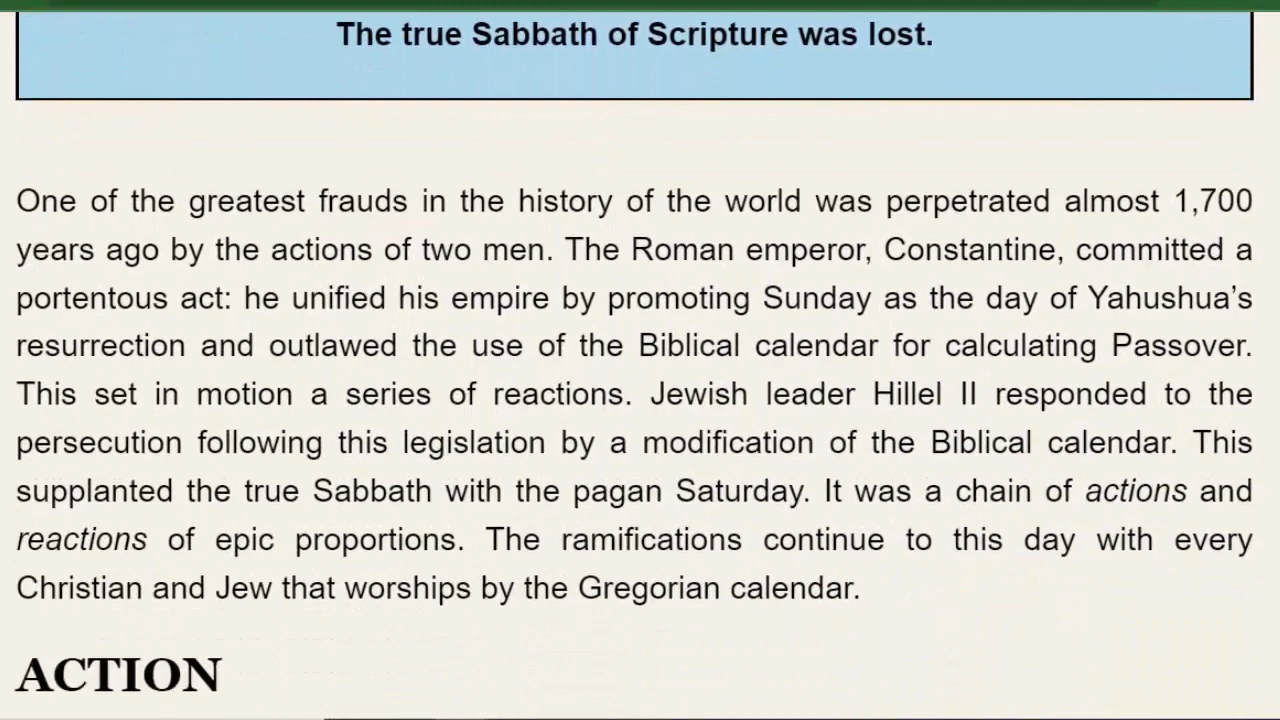 The true Sabbath of Scripture was lost.
One of the greatest frauds in the history of the world was perpetrated almost 1,700
years ago by the actions of two men. The Roman emperor, Constantine, committed a
portentous act: he unified his empire by promoting Sunday as the day of Yahushua’s
resurrection and outlawed the use of the Biblical calendar for calculating Passover.
This set in motion a series of reactions. Jewish leader Hillel II responded to the
persecution following this legislation by a modification of the Biblical calendar. This
supplanted the true Sabbath with the pagan Saturday. It was a chain of actions and
reactions of epic proportions. The ramifications continue to this day with every
Christian and Jew that worships by the Gregorian calendar.
ACTION